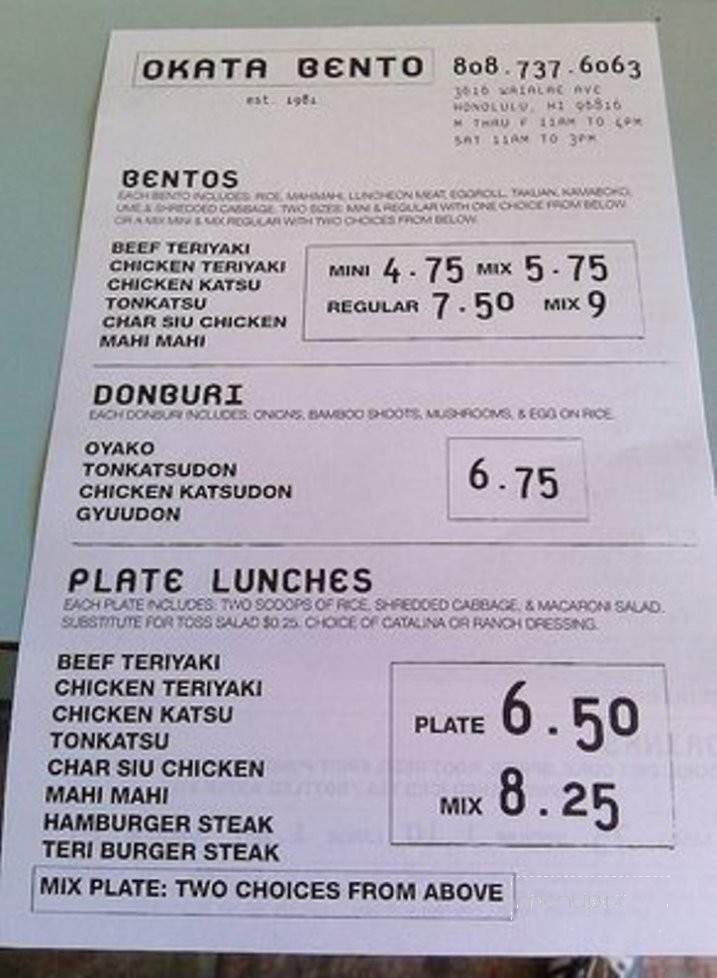 OKATA BENTO
est. 1981
808.737.6063
3616 WAIALAE AVE
HONOLULU, HI 96816
M THRU F 11AM TO 4PM
SAT 11AM TO 3PM
BENTOS
EACH BENTO INCLUDES: RICE, MAHIMAHI, LUNCHEON MEAT, EGGROLL, TAKUAN, KAMABOKO,
UME & SHREDDED CABBAGE. TWO SIZES: MINI & REGULAR WITH ONE CHOICE FROM BELOW
OR A MIX MINI & MIX REGULAR WITH TWO CHOICES FROM BELOW.
BEEF TERIYAKI
CHICKEN TERIYAKI
CHICKEN KATSU
TONKATSU
CHAR SIU CHICKEN
MAHI MAHI
MINI 4.75 MIX 5.75
REGULAR 7.50 MIX 9
DONBURI
EACH DONBURI INCLUDES: ONIONS, BAMBOO SHOOTS, MUSHROOMS, & EGG ON RICE.
OYAKO
TONKATSUDON
CHICKEN KATSUDON
GYUUDON
6.75
PLATE LUNCHES
EACH PLATE INCLUDES: TWO SCOOPS OF RICE, SHREDDED CABBAGE, & MACARONI SALAD.
SUBSTITUTE FOR TOSS SALAD $0.25. CHOICE OF CATALINA OR RANCH DRESSING.
BEEF TERIYAKI
CHICKEN TERIYAKI
CHICKEN KATSU
TONKATSU
CHAR SIU CHICKEN
MAHI MAHI
HAMBURGER STEAK
TERI BURGER STEAK
PLATE 6.50
MIX 8.25
MIX PLATE: TWO CHOICES FROM ABOVE